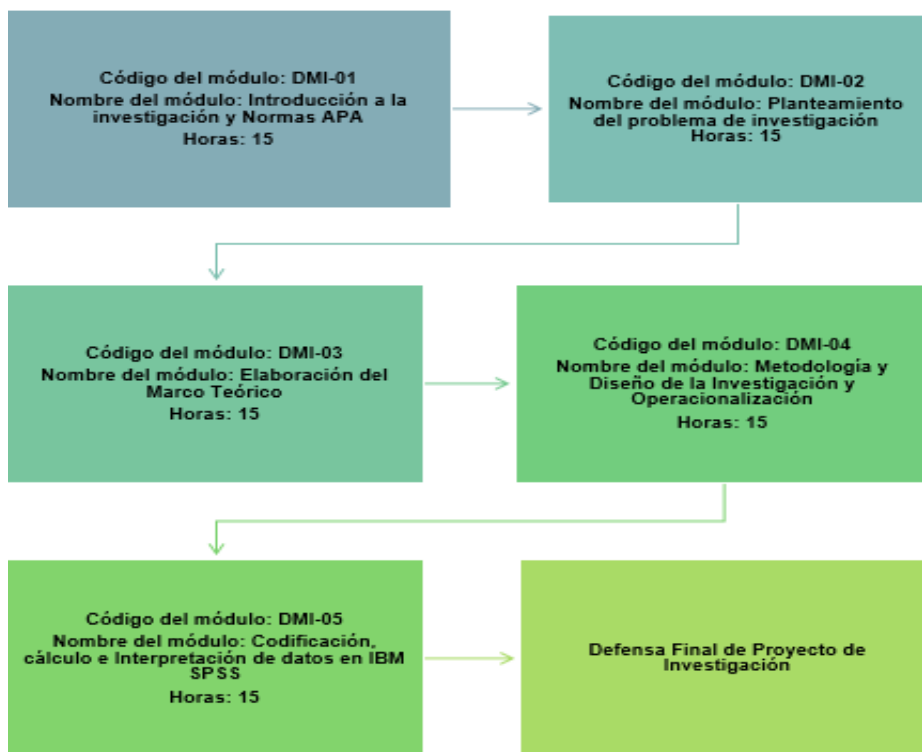 Código del módulo: DMI-01
Nombre del módulo: Introducción a la
investigación y Normas APA
Horas: 15
Código del módulo: DMI-02
Nombre del módulo: Planteamiento
del problema de investigación
Horas: 15
Código del módulo: DMI-03
Nombre del módulo: Elaboración del
Marco Teórico
Horas: 15
Código del módulo: DMI-04
Nombre del módulo: Metodología y
Diseño de la Investigación y
Operacionalización
Horas: 15
Código del módulo: DMI-05
Nombre del módulo: Codificación,
cálculo e Interpretación de datos en IBM
SPSS
Horas: 15
Defensa Final de Proyecto de
Investigación